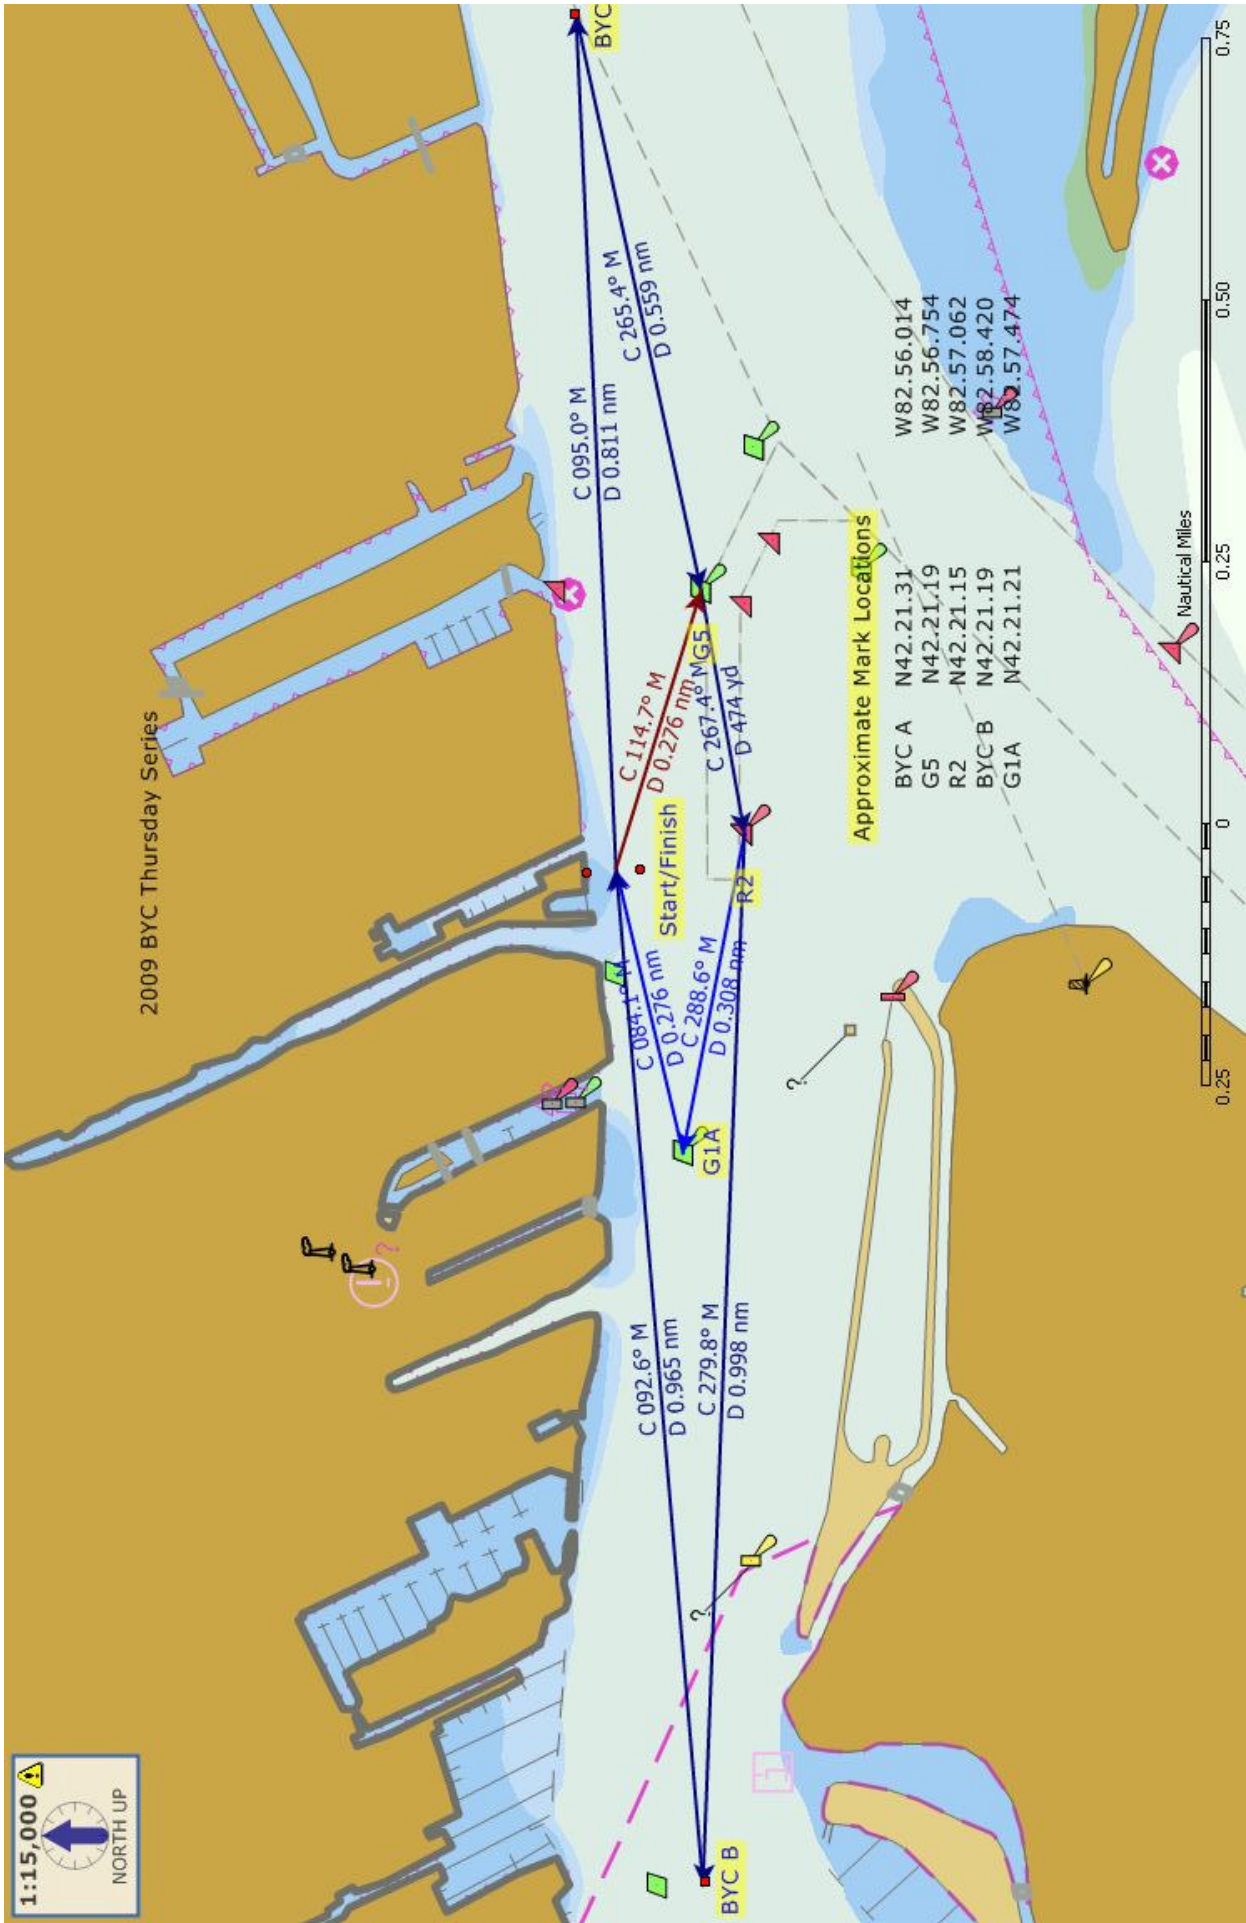 1:15,000
NORTH UP
2009 BYC Thursday Series
BYC
C 095.0° M
D 0.811 nm
C 265.4° M
D 0.559 nm
C 114.7° M
D 0.276 nm
G5
C 267.4° M
D 474 yd
Start/Finish
R2
C 084.1° M
D 0.276 nm
C 288.6° M
D 0.308 nm
G1A
C 092.6° M
D 0.965 nm
C 279.8° M
D 0.998 nm
BYC B
?
?
?
Approximate Mark Locations
BYC A N42.21.31 W82.56.014
G5 N42.21.19 W82.56.754
R2 N42.21.15 W82.57.062
BYC B N42.21.19 W82.58.420
G1A N42.21.21 W82.57.474
Nautical Miles
0.25 0 0.25 0.50 0.75